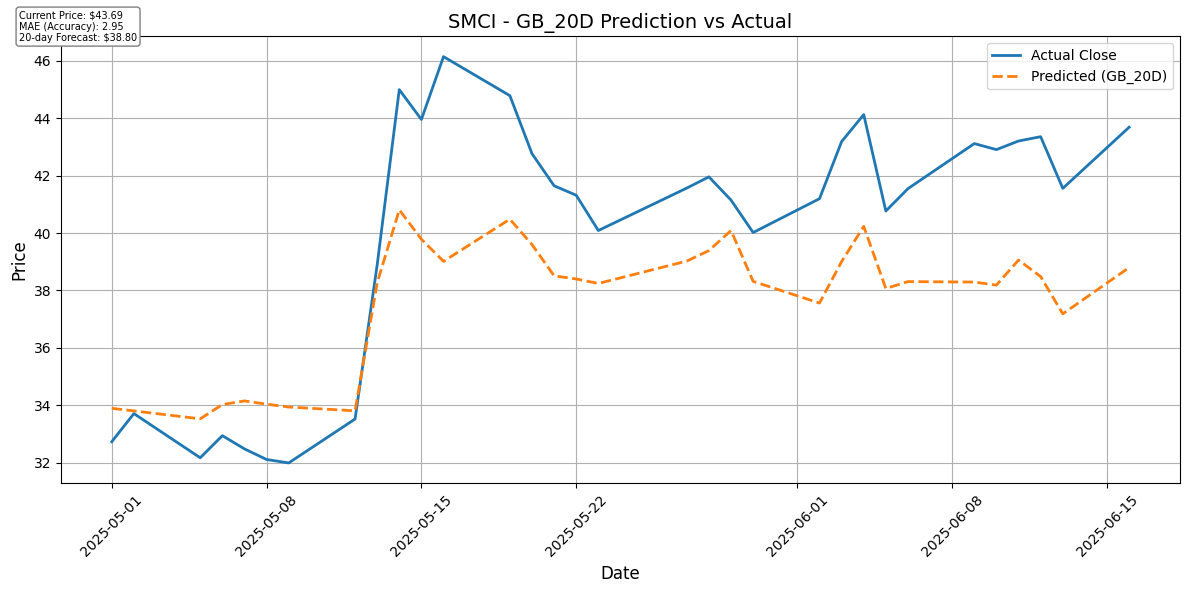 Current Price: $43.69
MAE (Accuracy): 2.95
20-day Forecast: $38.80
SMCI - GB_20D Prediction vs Actual
Actual Close
Predicted (GB_20D)
Price
46
44
42
40
38
36
34
32
2025-05-01
2025-05-08
2025-05-15
2025-05-22
2025-06-01
2025-06-08
2025-06-15
Date